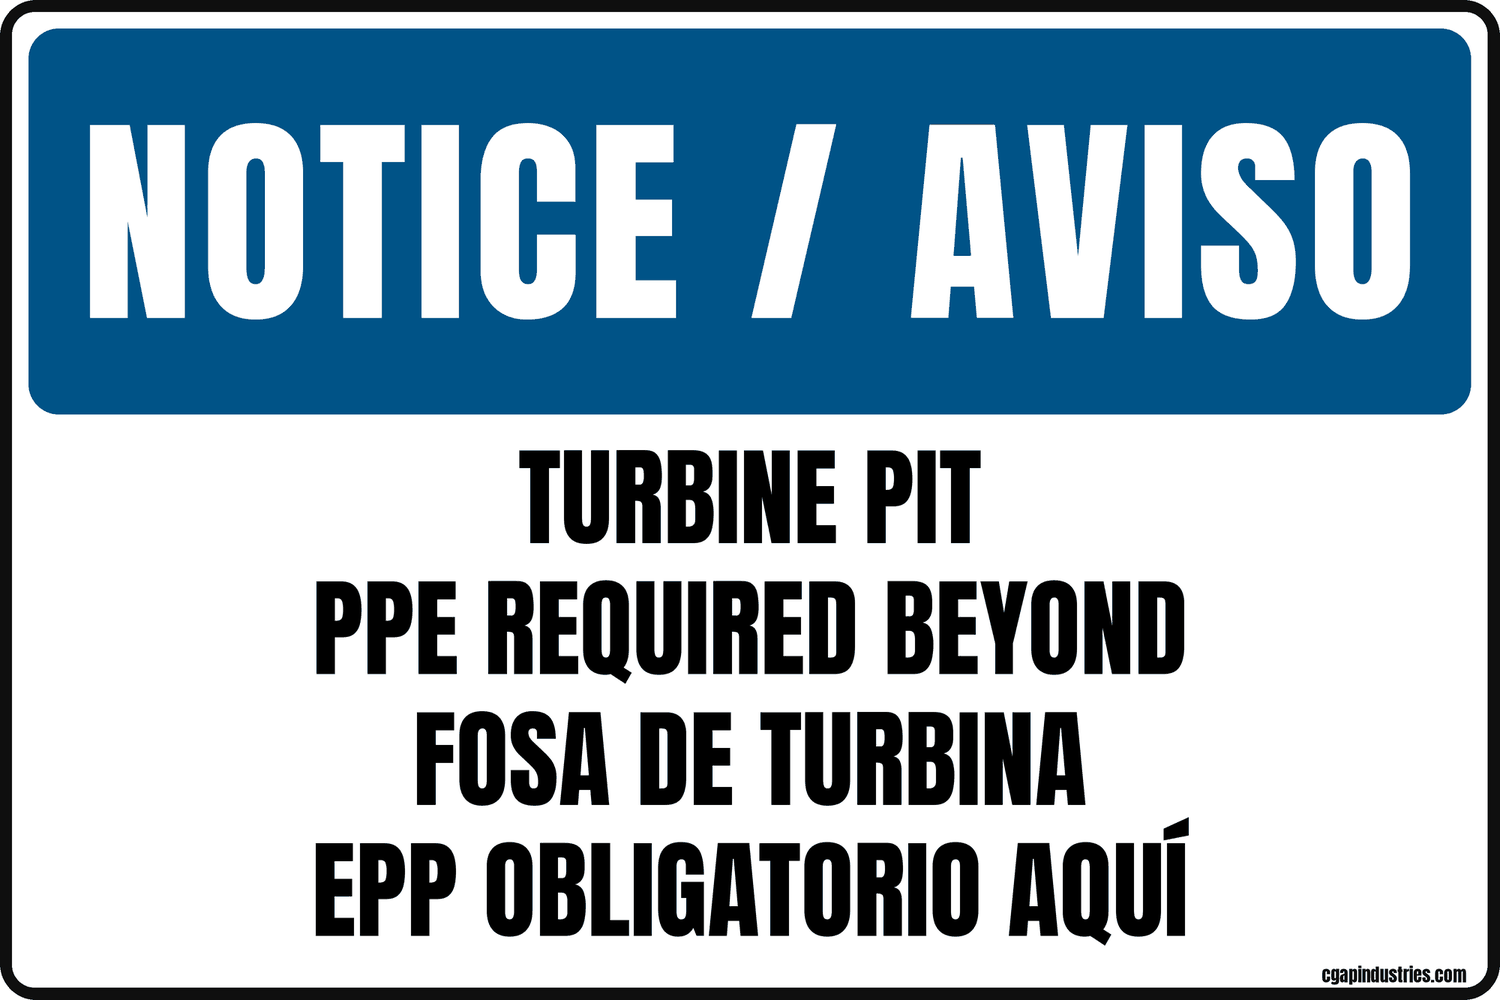 NOTICE / AVISO
TURBINE PIT
PPE REQUIRED BEYOND
FOSA DE TURBINA
EPP OBLIGATORIO AQUÍ
cgapindustries.com